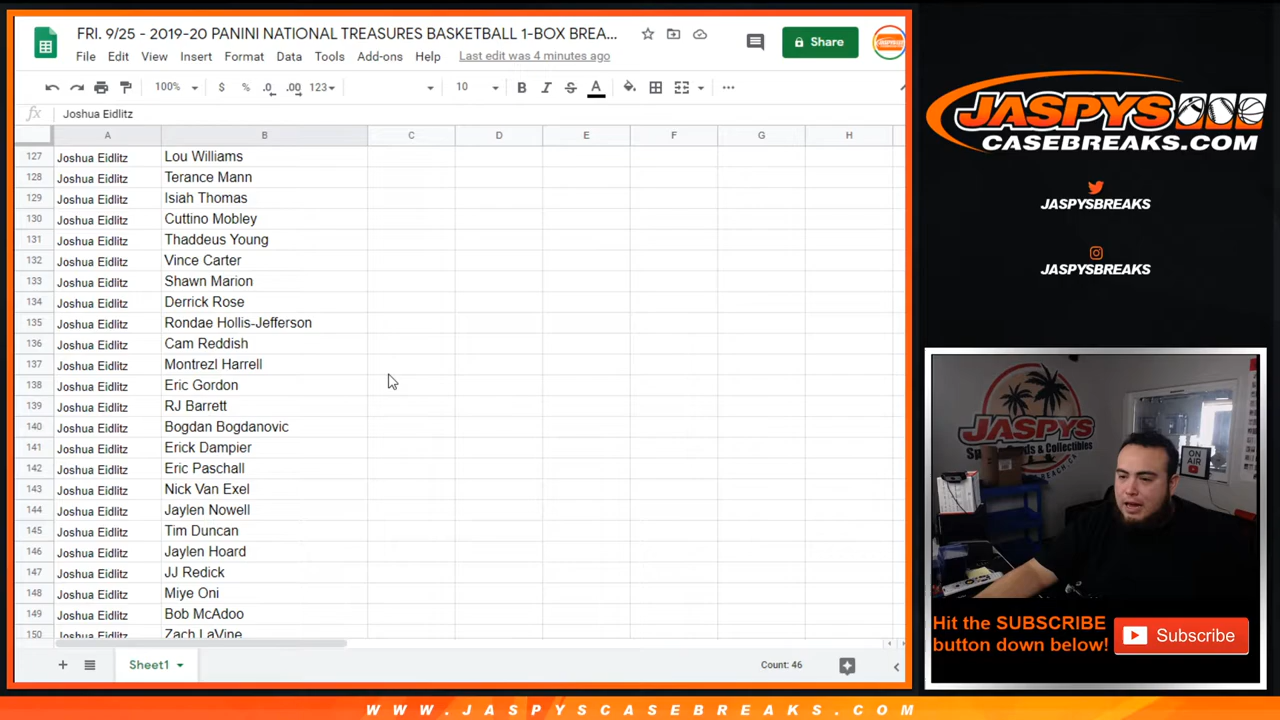 FRI. 9/25 - 2019-20 PANINI NATIONAL TREASURES BASKETBALL 1-BOX BREA...
Share
File Edit View Insert Format Data Tools Add-ons Help Last edit was 4 minutes ago
100% $ % .0 .00 123 10 B I S A
fx Joshua Eidlitz
A B C D E F G H
127 Joshua Eidlitz Lou Williams
128 Joshua Eidlitz Terance Mann
129 Joshua Eidlitz Isiah Thomas
130 Joshua Eidlitz Cuttino Mobley
131 Joshua Eidlitz Thaddeus Young
132 Joshua Eidlitz Vince Carter
133 Joshua Eidlitz Shawn Marion
134 Joshua Eidlitz Derrick Rose
135 Joshua Eidlitz Rondae Hollis-Jefferson
136 Joshua Eidlitz Cam Reddish
137 Joshua Eidlitz Montrezl Harrell
138 Joshua Eidlitz Eric Gordon
139 Joshua Eidlitz RJ Barrett
140 Joshua Eidlitz Bogdan Bogdanovic
141 Joshua Eidlitz Erick Dampier
142 Joshua Eidlitz Eric Paschall
143 Joshua Eidlitz Nick Van Exel
144 Joshua Eidlitz Jaylen Nowell
145 Joshua Eidlitz Tim Duncan
146 Joshua Eidlitz Jaylen Hoard
147 Joshua Eidlitz JJ Redick
148 Joshua Eidlitz Miye Oni
149 Joshua Eidlitz Bob McAdoo
150 Joshua Eidlitz Zach LaVine
Sheet1
Count: 46
JASPYS
CASEBREAKS.COM
JASPYSBREAKS
JASPYSBREAKS
JASPYS
ON AIR
Hit the SUBSCRIBE
button down below!
Subscribe
WWW.JASPYSCASEBREAKS.COM